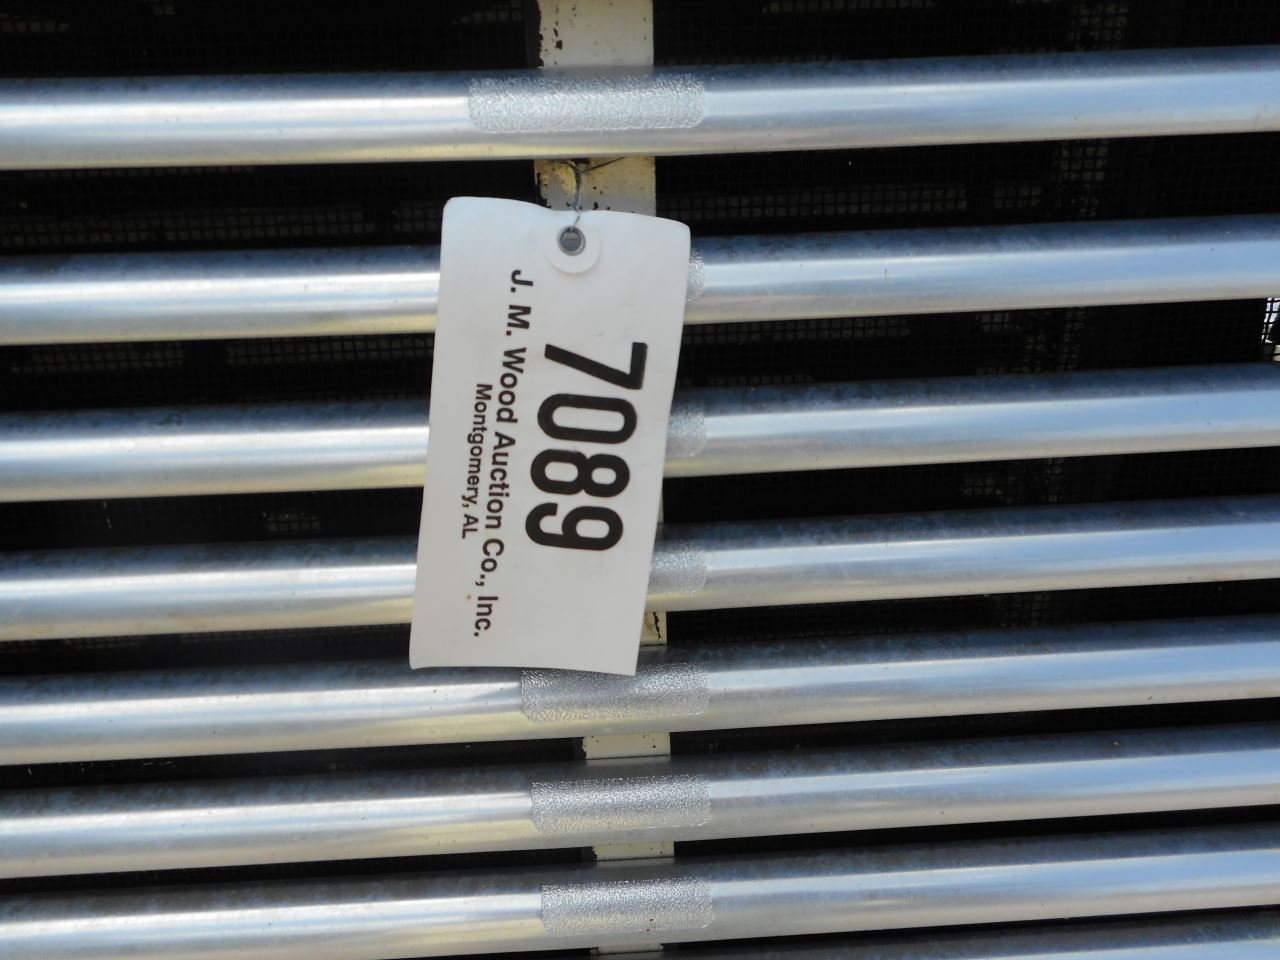 7089
J. M. Wood Auction Co., Inc.
Montgomery, AL